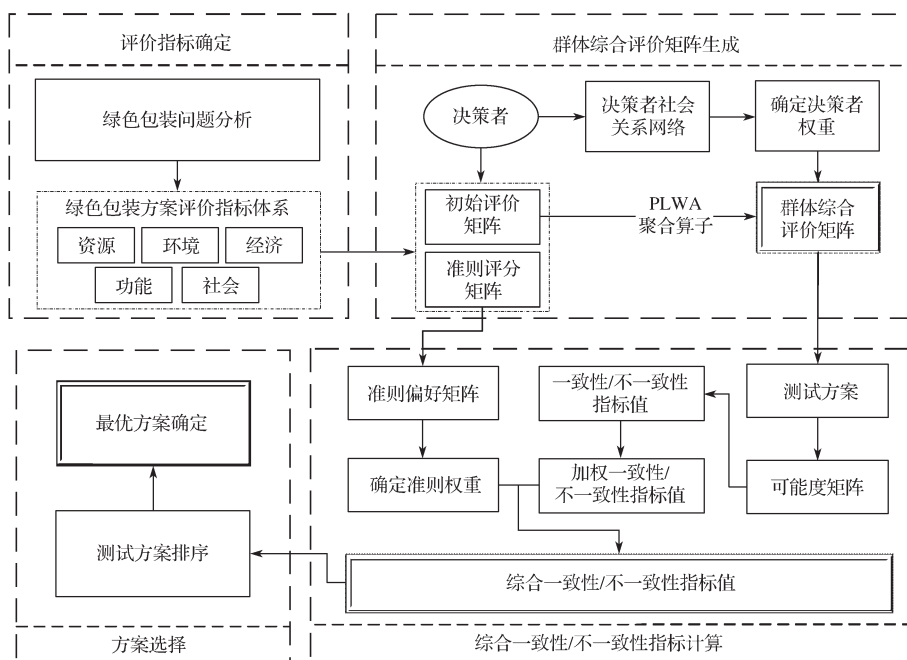 评价指标确定
绿色包装问题分析
绿色包装方案评价指标体系
资源
环境
经济
功能
社会
群体综合评价矩阵生成
决策者
决策者社会
关系网络
确定决策者
权重
初始评价
矩阵
准则评分
矩阵
PLWA
聚合算子
群体综合
评价矩阵
准则偏好矩阵
确定准则权重
一致性/不一致性
指标值
加权一致性/
不一致性指标值
测试方案
可能度矩阵
综合一致性/不一致性指标值
综合一致性/不一致性指标计算
最优方案确定
测试方案排序
方案选择